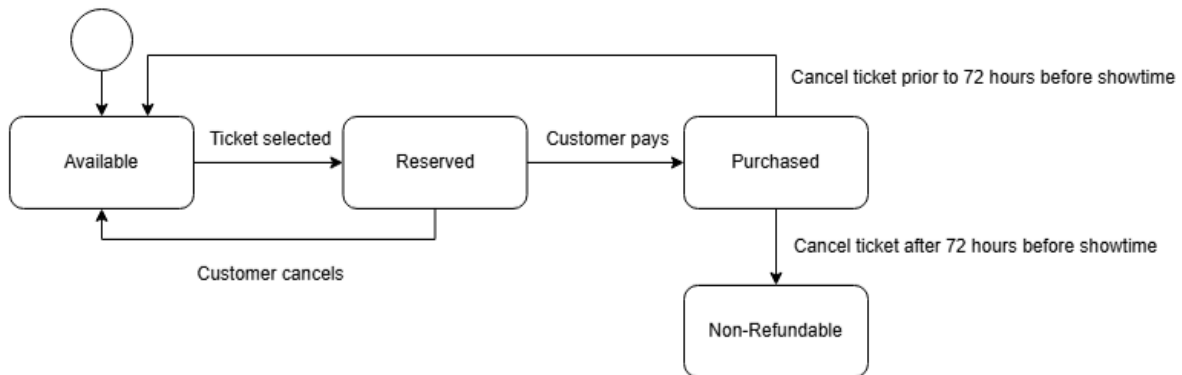 Cancel ticket prior to 72 hours before showtime
Available
Ticket selected
Reserved
Customer pays
Purchased
Customer cancels
Cancel ticket after 72 hours before showtime
Non-Refundable